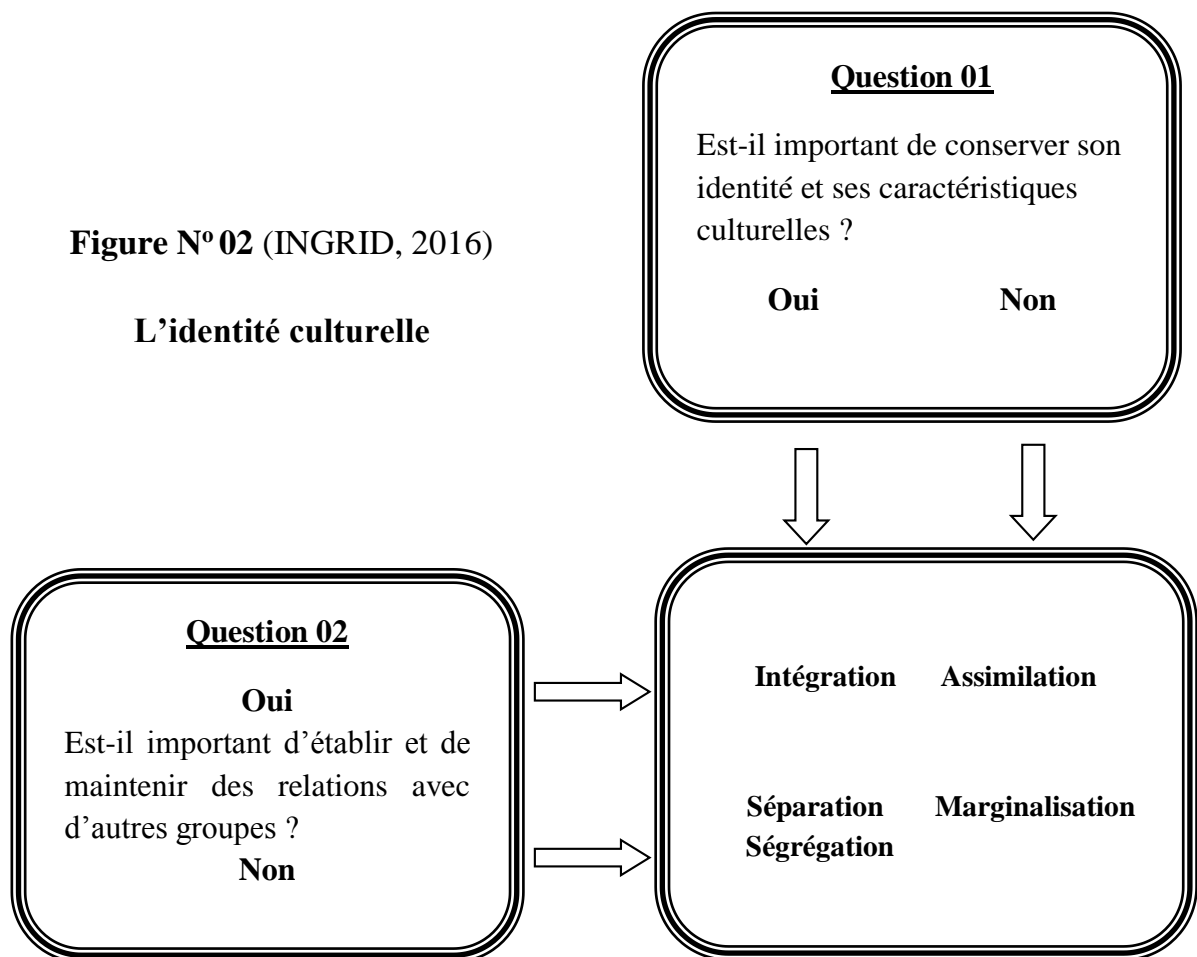 Question 01
Est-il important de conserver son
identité et ses caractéristiques
culturelles ?
Oui Non
Figure Nº 02 (INGRID, 2016)
L’identité culturelle
Question 02
Oui
Est-il important d’établir et de
maintenir des relations avec
d’autres groupes ?
Non
Intégration Assimilation
Séparation Marginalisation
Ségrégation